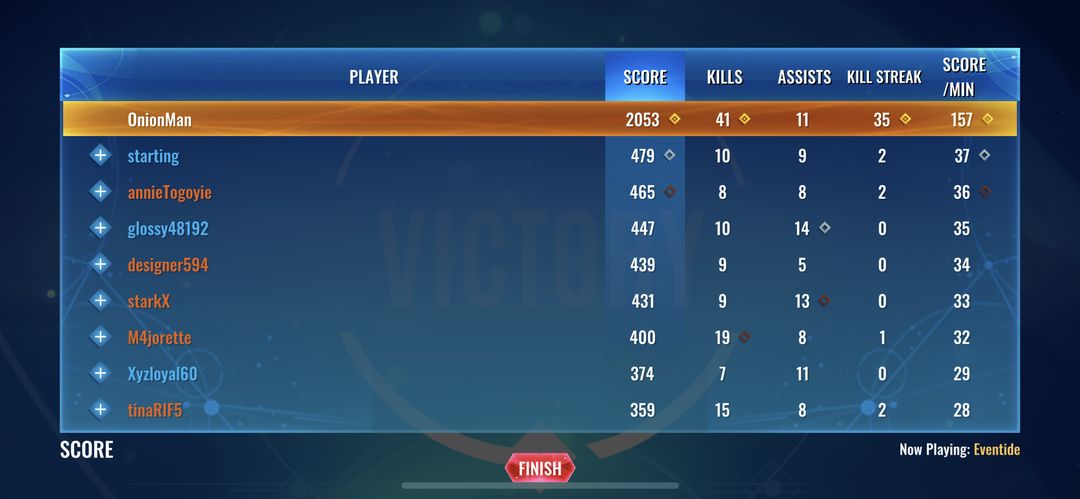 PLAYER SCORE KILLS ASSISTS KILL STREAK SCORE /MIN
OnionMan 2053 41 11 35 157
starting 479 10 9 2 37
annieTogoyie 465 8 8 2 36
glossy48192 447 10 14 0 35
designer594 439 9 5 0 34
starkX 431 9 13 0 33
M4jorette 400 19 8 1 32
Xyzloyal60 374 7 11 0 29
tinaRIF5 359 15 8 2 28
VICTORY
SCORE
Now Playing: Eventide
FINISH